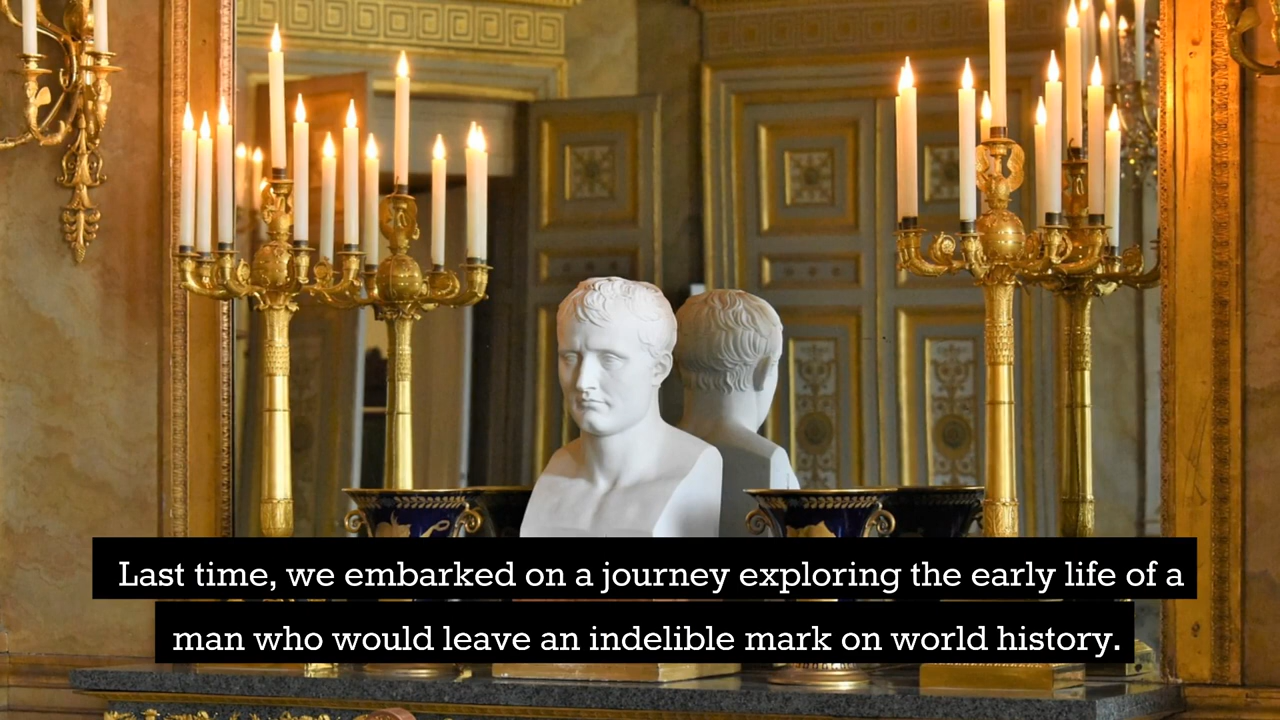 Last time, we embarked on a journey exploring the early life of a
man who would leave an indelible mark on world history.